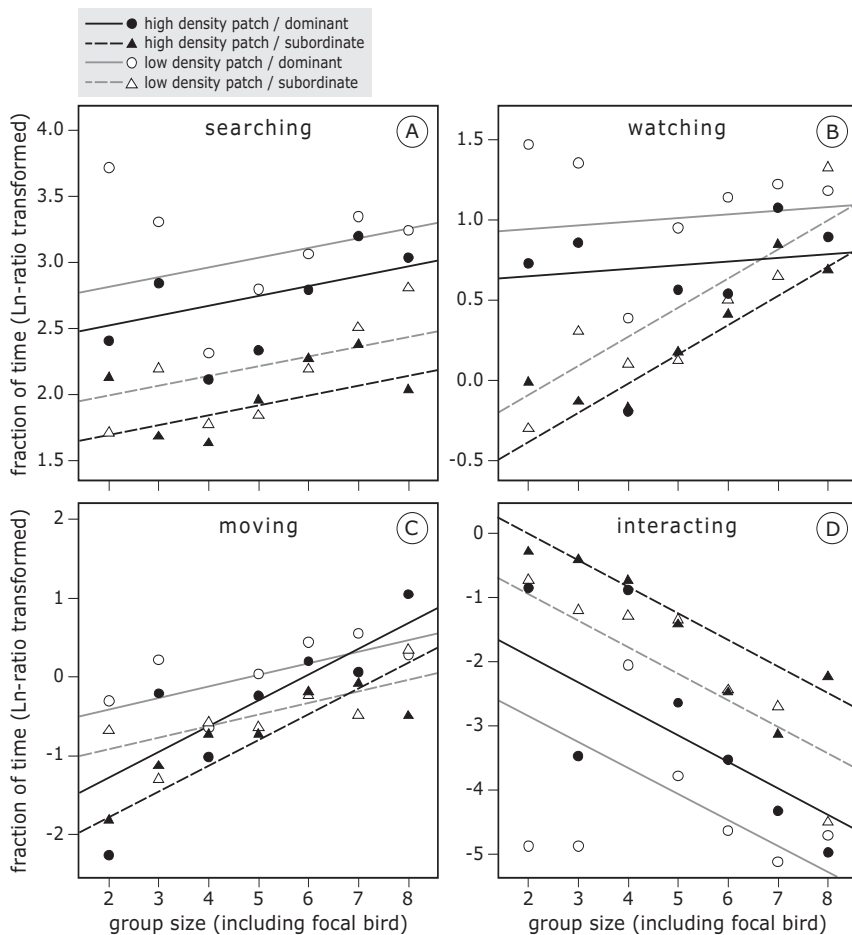 high density patch / dominant
high density patch / subordinate
low density patch / dominant
low density patch / subordinate
searching
A
4.0
3.5
3.0
2.5
2.0
1.5
fraction of time (Ln-ratio transformed)
watching
B
1.5
1.0
0.5
0.0
-0.5
moving
C
2
1
0
-1
-2
fraction of time (Ln-ratio transformed)
2 3 4 5 6 7 8
group size (including focal bird)
interacting
D
0
-1
-2
-3
-4
-5
2 3 4 5 6 7 8
group size (including focal bird)